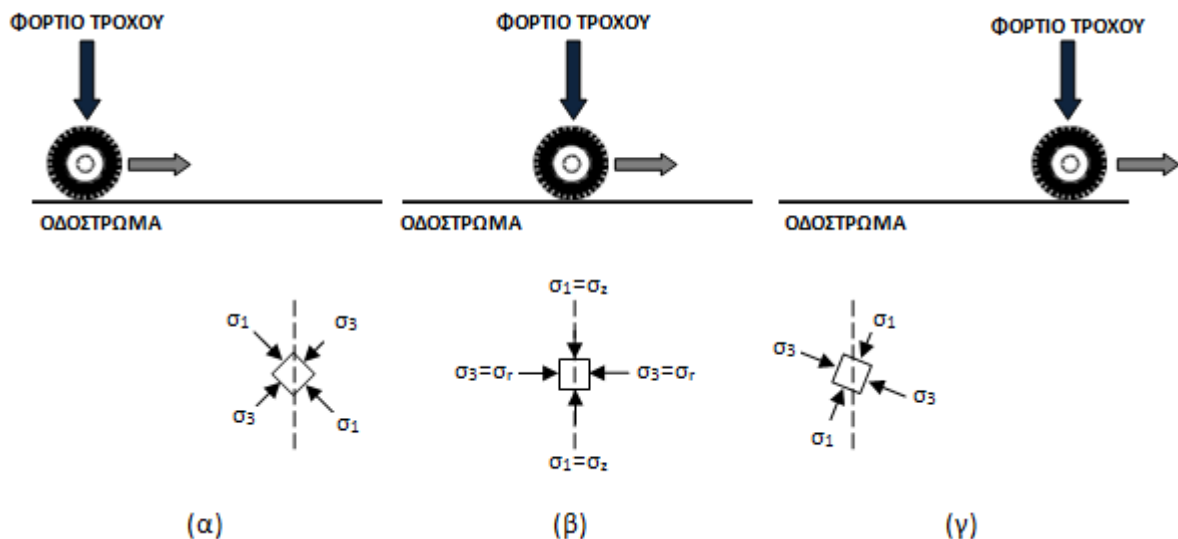 ΦΟΡΤΙΟ ΤΡΟΧΟΥ
ΟΔΟΣΤΡΩΜΑ
σ1
σ3
σ3
σ1
(α)
ΦΟΡΤΙΟ ΤΡΟΧΟΥ
ΟΔΟΣΤΡΩΜΑ
σ1=σz
σ3=σr
σ3=σr
σ1=σz
(β)
ΦΟΡΤΙΟ ΤΡΟΧΟΥ
ΟΔΟΣΤΡΩΜΑ
σ1
σ3
σ3
σ1
(γ)